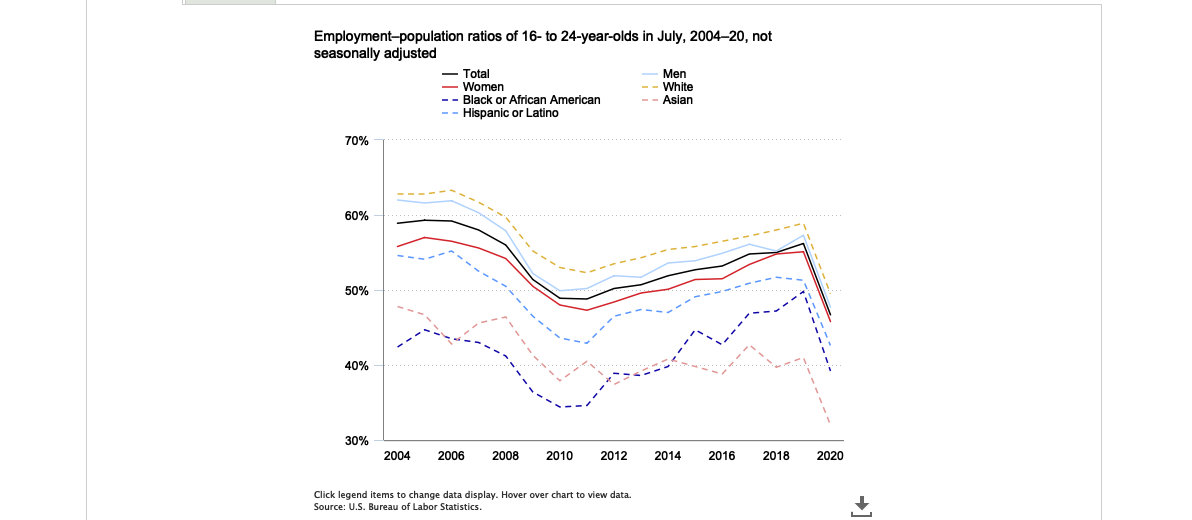 Employment–population ratios of 16- to 24-year-olds in July, 2004–20, not
seasonally adjusted
Total
Men
Women
White
Black or African American
Asian
Hispanic or Latino
70%
60%
50%
40%
30%
2004 2006 2008 2010 2012 2014 2016 2018 2020
Click legend items to change data display. Hover over chart to view data.
Source: U.S. Bureau of Labor Statistics.